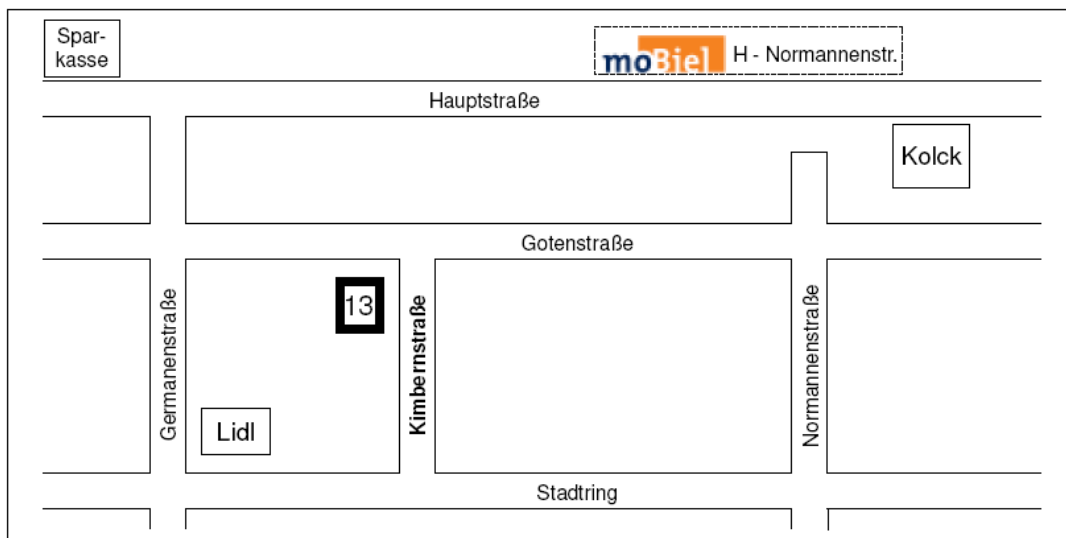 Spar-
kasse
moBiel H - Normannenstr.
Hauptstraße
Kolck
Gotenstraße
13
Germanenstraße
Kimbernstraße
Normannenstraße
Lidl
Stadtring